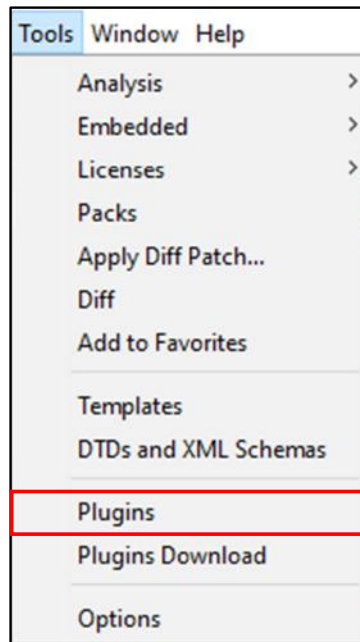 Tools Window Help
Analysis
Embedded
Licenses
Packs
Apply Diff Patch...
Diff
Add to Favorites
Templates
DTDs and XML Schemas
Plugins
Plugins Download
Options